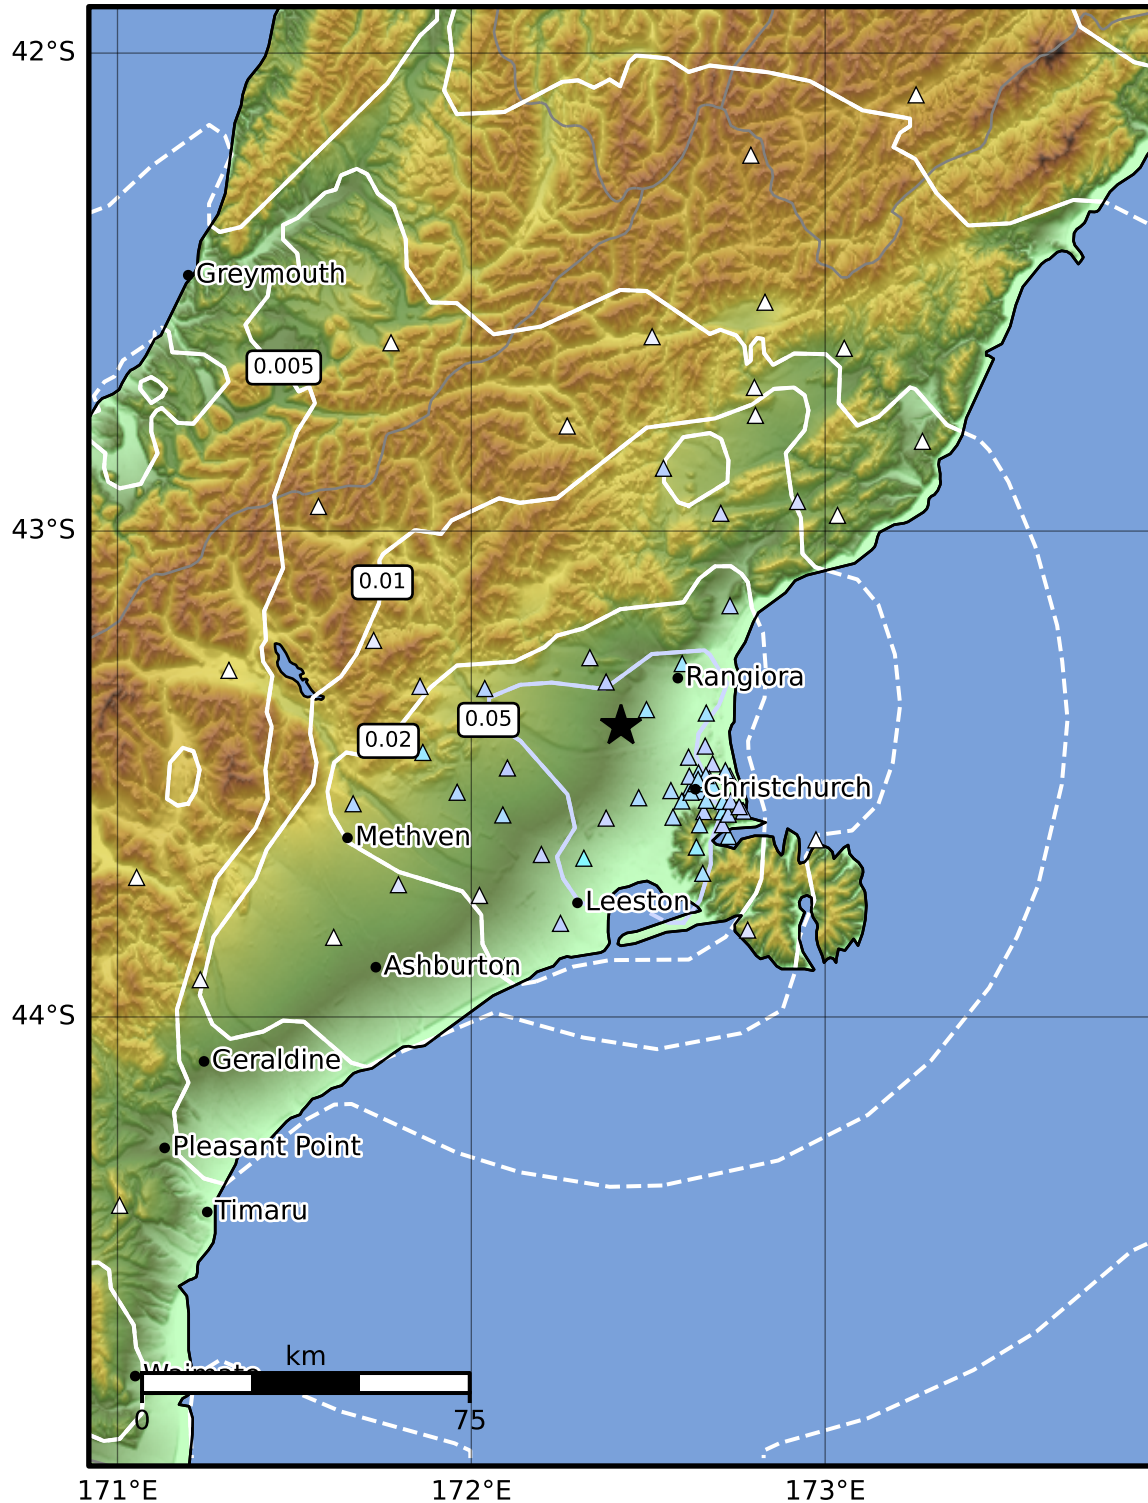 42°S
Greymouth
0.005
43°S
0.01
Rangiora
0.05
0.02
Christchurch
Methven
Leeston
Ashburton
44°S
Geraldine
Pleasant Point
Timaru
km
Waimate
0 75
171°E 172°E 173°E